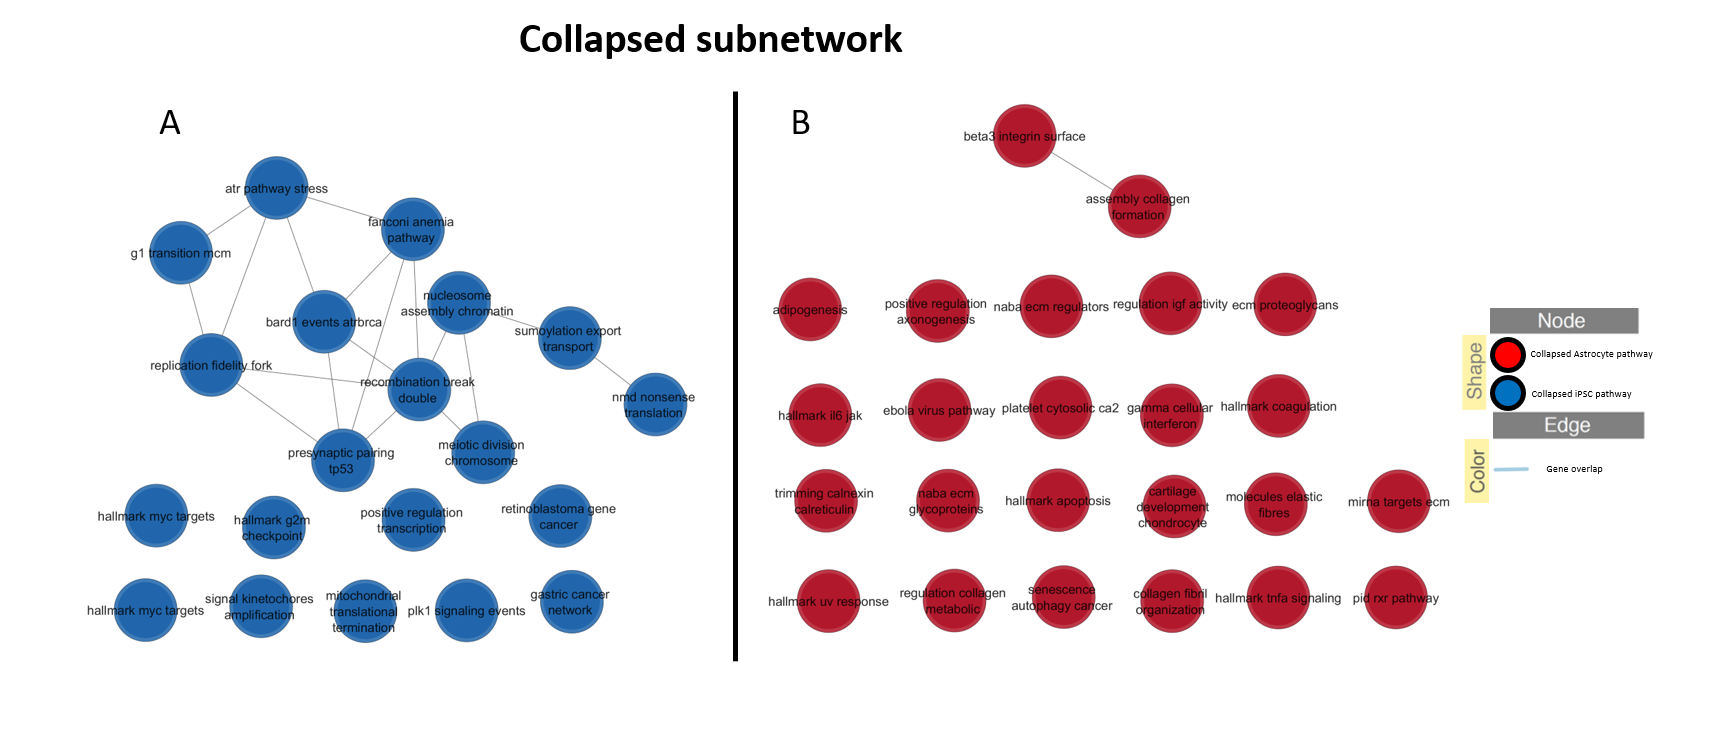 Collapsed subnetwork
A
atr pathway stress
fanconi anemia
pathway
g1 transition mcm
nucleosome
assembly chromatin
bard1 events atrbrca
sumoylation export
transport
replication fidelity fork
recombination break
double
nmd nonsense
translation
presynaptic pairing
tp53
meiotic division
chromosome
hallmark myc targets
hallmark g2m
checkpoint
positive regulation
transcription
retinoblastoma gene
cancer
hallmark myc targets
signal kinetochores
amplification
mitochondrial
translational
termination
plk1 signaling events
gastric cancer
network
B
beta3 integrin surface
assembly collagen
formation
adipogenesis
positive regulation
axonogenesis
naba ecm regulators
regulation igf activity
ecm proteoglycans
hallmark il6 jak
ebola virus pathway
platelet cytosolic ca2
gamma cellular
interferon
hallmark coagulation
trimming calnexin
calreticulin
naba ecm
glycoproteins
hallmark apoptosis
cartilage
development
chondrocyte
molecules elastic
fibres
mirna targets ecm
hallmark uv response
regulation collagen
metabolic
senescence
autophagy cancer
collagen fibril
organization
hallmark tnfa signaling
pid rxr pathway
Node
Shape
Collapsed Astrocyte pathway
Collapsed iPSC pathway
Edge
Color
Gene overlap